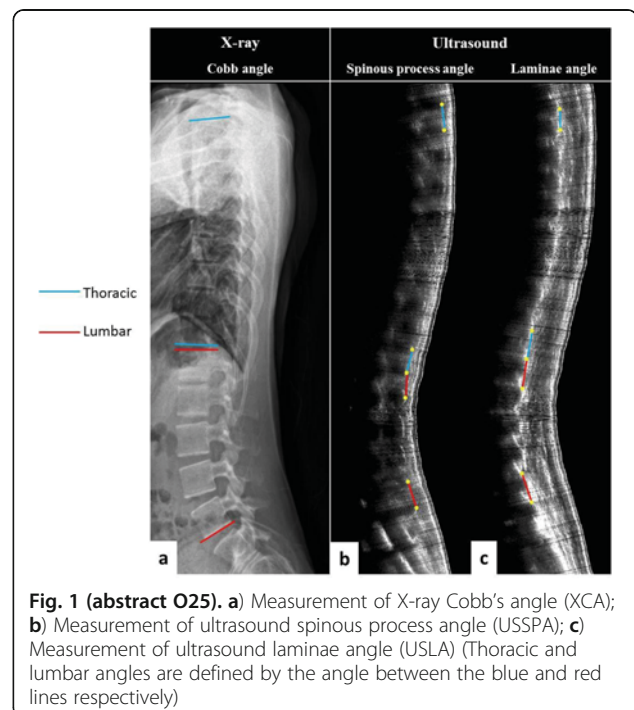 X-ray
Ultrasound
Cobb angle
Spinous process angle
Laminae angle
Thoracic
Lumbar
a
b
c
Fig. 1 (abstract O25). a) Measurement of X-ray Cobb's angle (XCA);
b) Measurement of ultrasound spinous process angle (USSPA); c)
Measurement of ultrasound laminae angle (USLA) (Thoracic and
lumbar angles are defined by the angle between the blue and red
lines respectively)